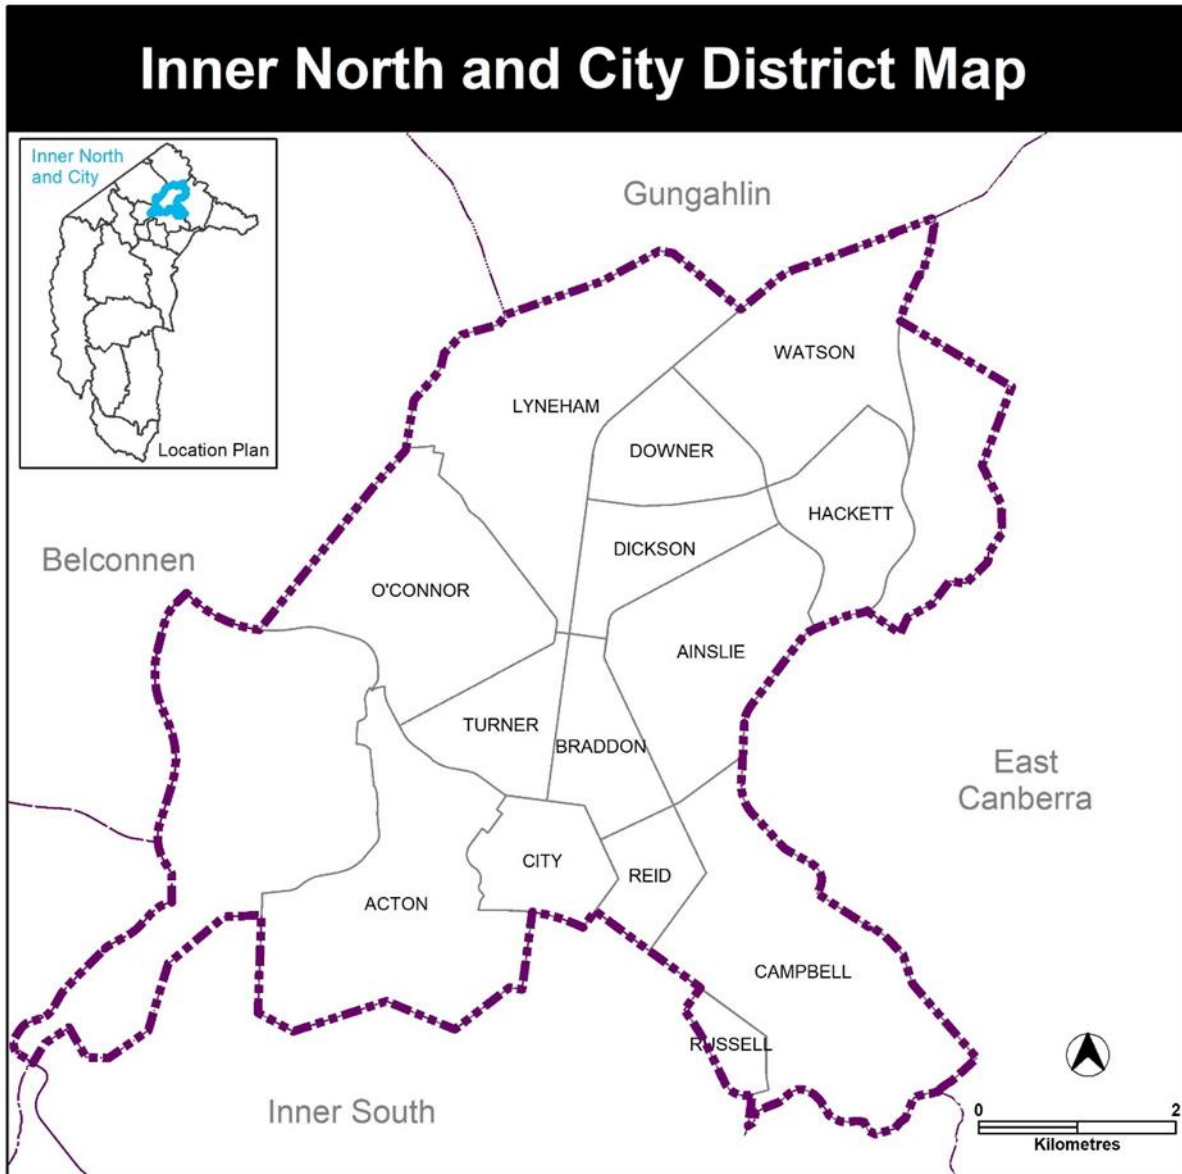 Inner North and City District Map
Inner North
and City
Location Plan
Gungahlin
WATSON
LYNEHAM
DOWNER
HACKETT
DICKSON
Belconnen
O'CONNOR
AINSLIE
TURNER
BRADDON
East
Canberra
CITY
REID
ACTON
CAMPBELL
RUSSELL
Inner South
0 2
Kilometres